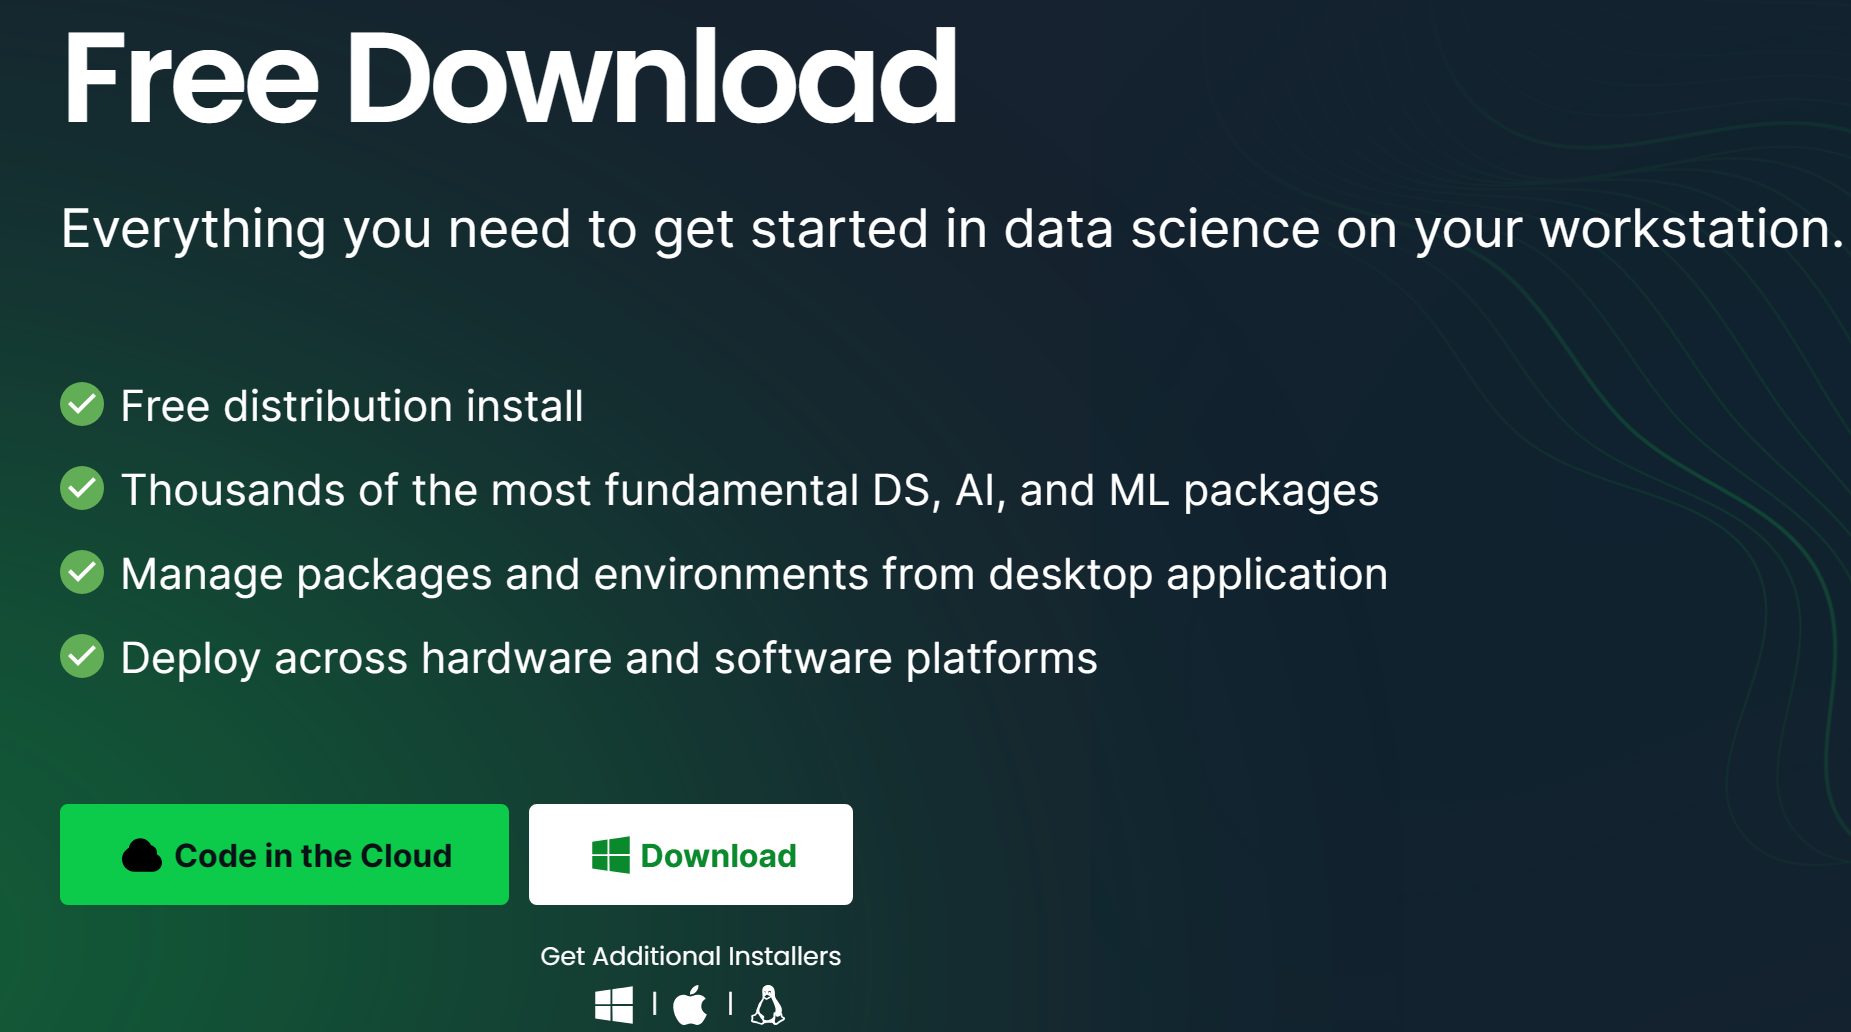 Free Download
Everything you need to get started in data science on your workstation.
Free distribution install
Thousands of the most fundamental DS, AI, and ML packages
Manage packages and environments from desktop application
Deploy across hardware and software platforms
Code in the Cloud
Download
Get Additional Installers